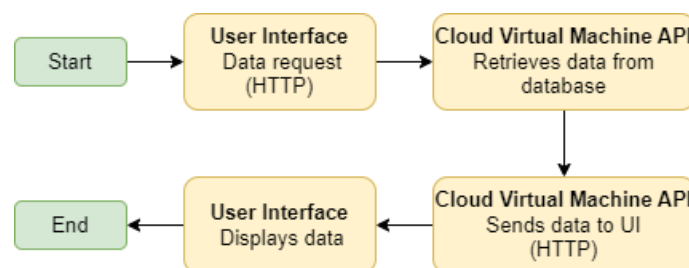 Start
User Interface
Data request
(HTTP)
Cloud Virtual Machine API
Retrieves data from
database
End
User Interface
Displays data
Cloud Virtual Machine API
Sends data to UI
(HTTP)